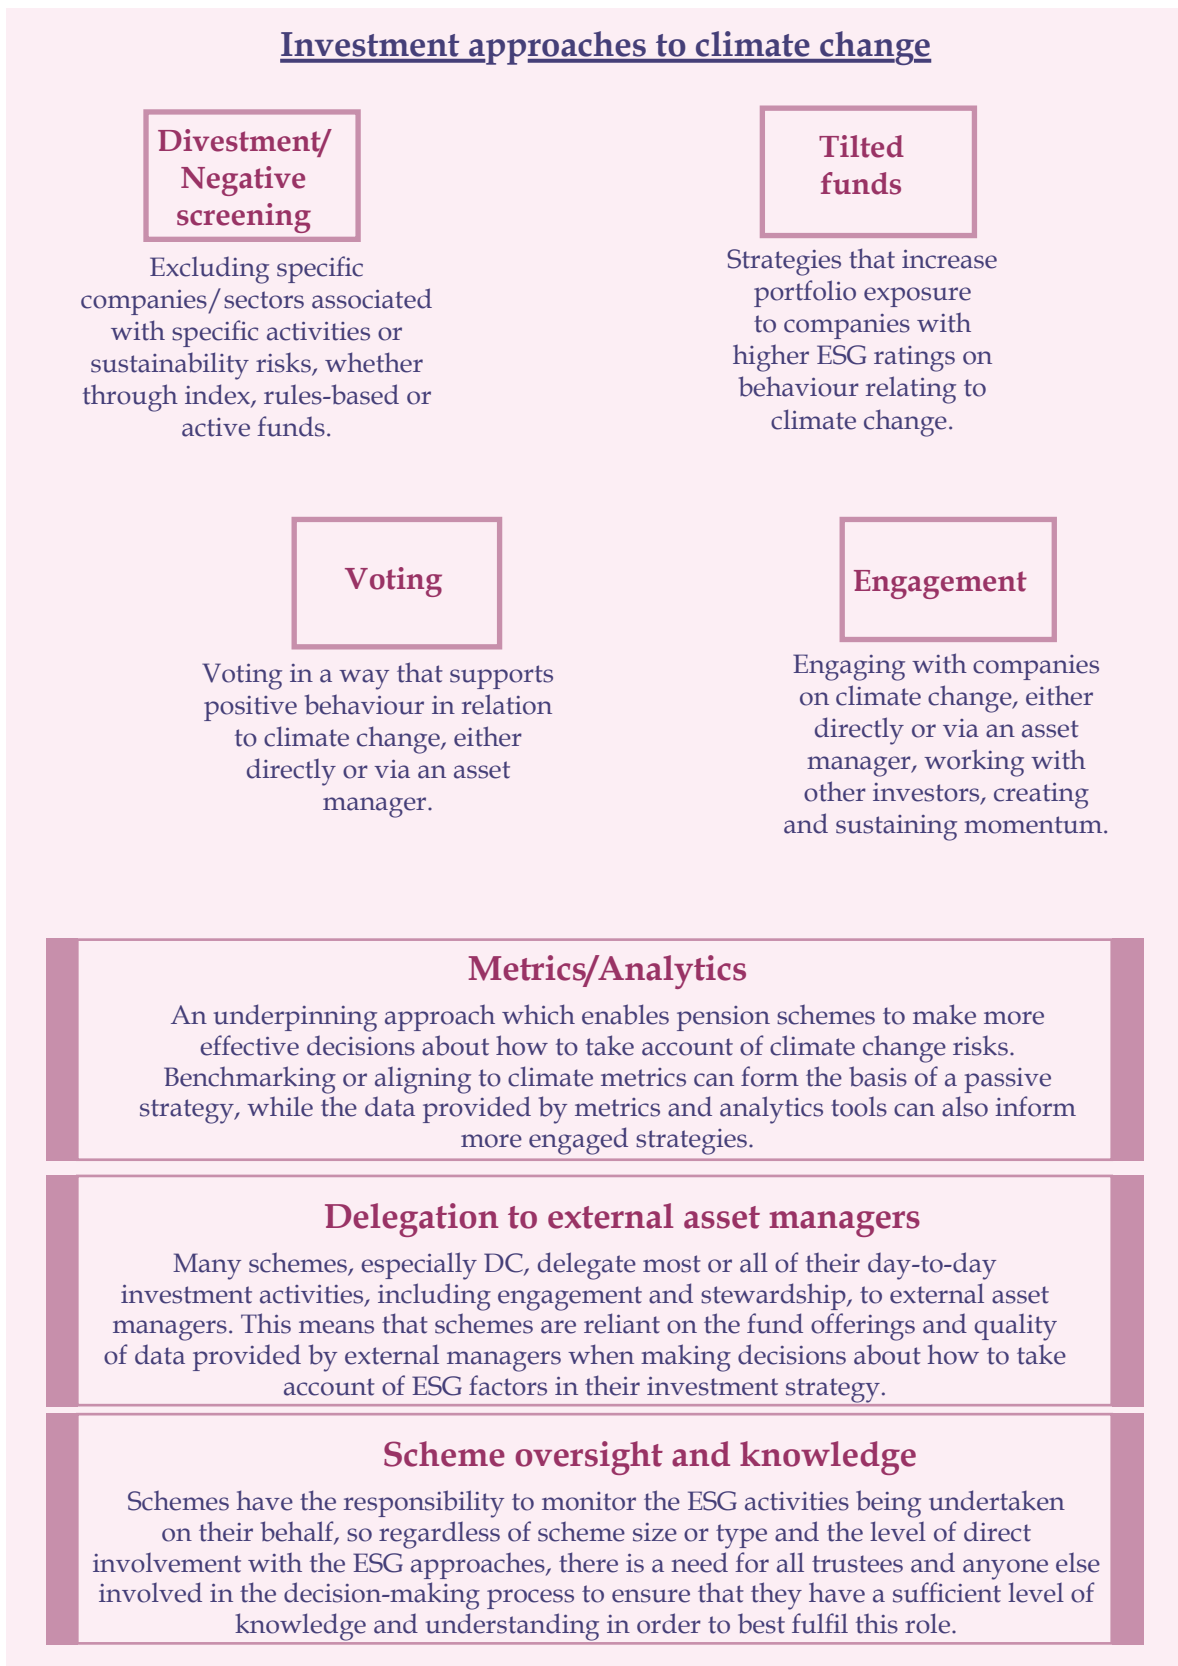 Investment approaches to climate change
Divestment/
Negative
screening
Excluding specific
companies/sectors associated
with specific activities or
sustainability risks, whether
through index, rules-based or
active funds.
Tilted
funds
Strategies that increase
portfolio exposure
to companies with
higher ESG ratings on
behaviour relating to
climate change.
Voting
Voting in a way that supports
positive behaviour in relation
to climate change, either
directly or via an asset
manager.
Engagement
Engaging with companies
on climate change, either
directly or via an asset
manager, working with
other investors, creating
and sustaining momentum.
Metrics/Analytics
An underpinning approach which enables pension schemes to make more
effective decisions about how to take account of climate change risks.
Benchmarking or aligning to climate metrics can form the basis of a passive
strategy, while the data provided by metrics and analytics tools can also inform
more engaged strategies.
Delegation to external asset managers
Many schemes, especially DC, delegate most or all of their day-to-day
investment activities, including engagement and stewardship, to external asset
managers. This means that schemes are reliant on the fund offerings and quality
of data provided by external managers when making decisions about how to take
account of ESG factors in their investment strategy.
Scheme oversight and knowledge
Schemes have the responsibility to monitor the ESG activities being undertaken
on their behalf, so regardless of scheme size or type and the level of direct
involvement with the ESG approaches, there is a need for all trustees and anyone else
involved in the decision-making process to ensure that they have a sufficient level of
knowledge and understanding in order to best fulfil this role.